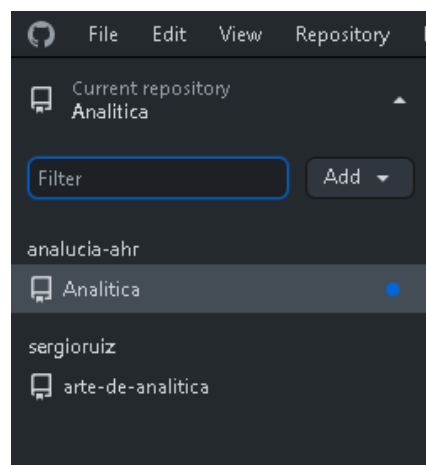 File Edit View Repository
Current repository
Analitica
Filter Add
analucia-ahr
Analitica
sergioruiz
arte-de-analitica